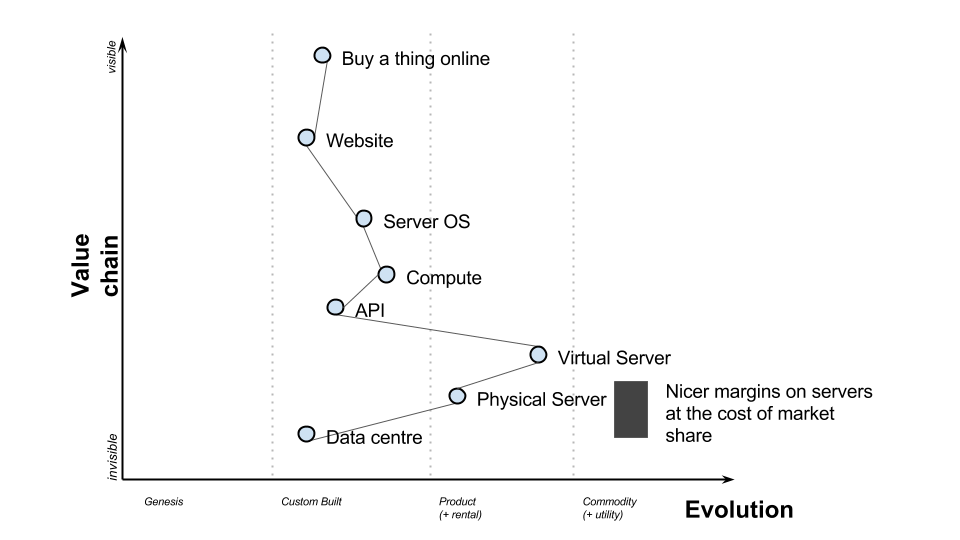 visible
Buy a thing online
Website
Server OS
Value
chain
Compute
API
Virtual Server
Physical Server
Nicer margins on servers
at the cost of market
share
Data centre
invisible
Genesis
Custom Built
Product
(+ rental)
Commodity
(+ utility)
Evolution